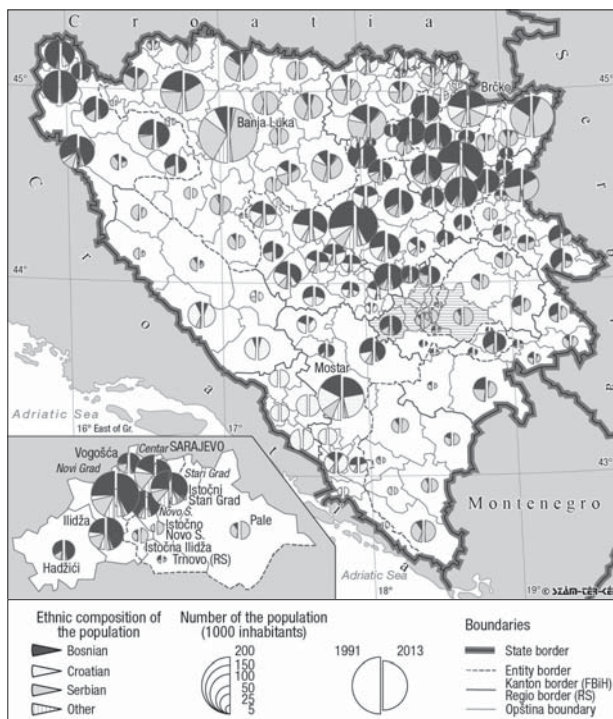 C r o a t i a
S e r b i a
45°
45°
Brčko
Banja Luka
C r o a t i a
44°
44°
Mostar
Adriatic Sea
16° East of Gr.
17°
43°
Montenegro
Vogošća
Centar
SARAJEVO
Novi Grad
Stari Grad
Istočni
Stari Grad
Ilidža
Novo S.
Istočno
Novo S.
Pale
Istočna Ilidža
Trnovo (RS)
Hadžići
Adriatic Sea
18°
19°
Ethnic composition
of the population
Bosnian
Croatian
Serbian
Other
Number of the population
(1000 inhabitants)
200
150
100
50
25
5
1991
2013
Boundaries
State border
Entity border
Kanton border (FBiH)
Regio border (RS)
Opština boundary